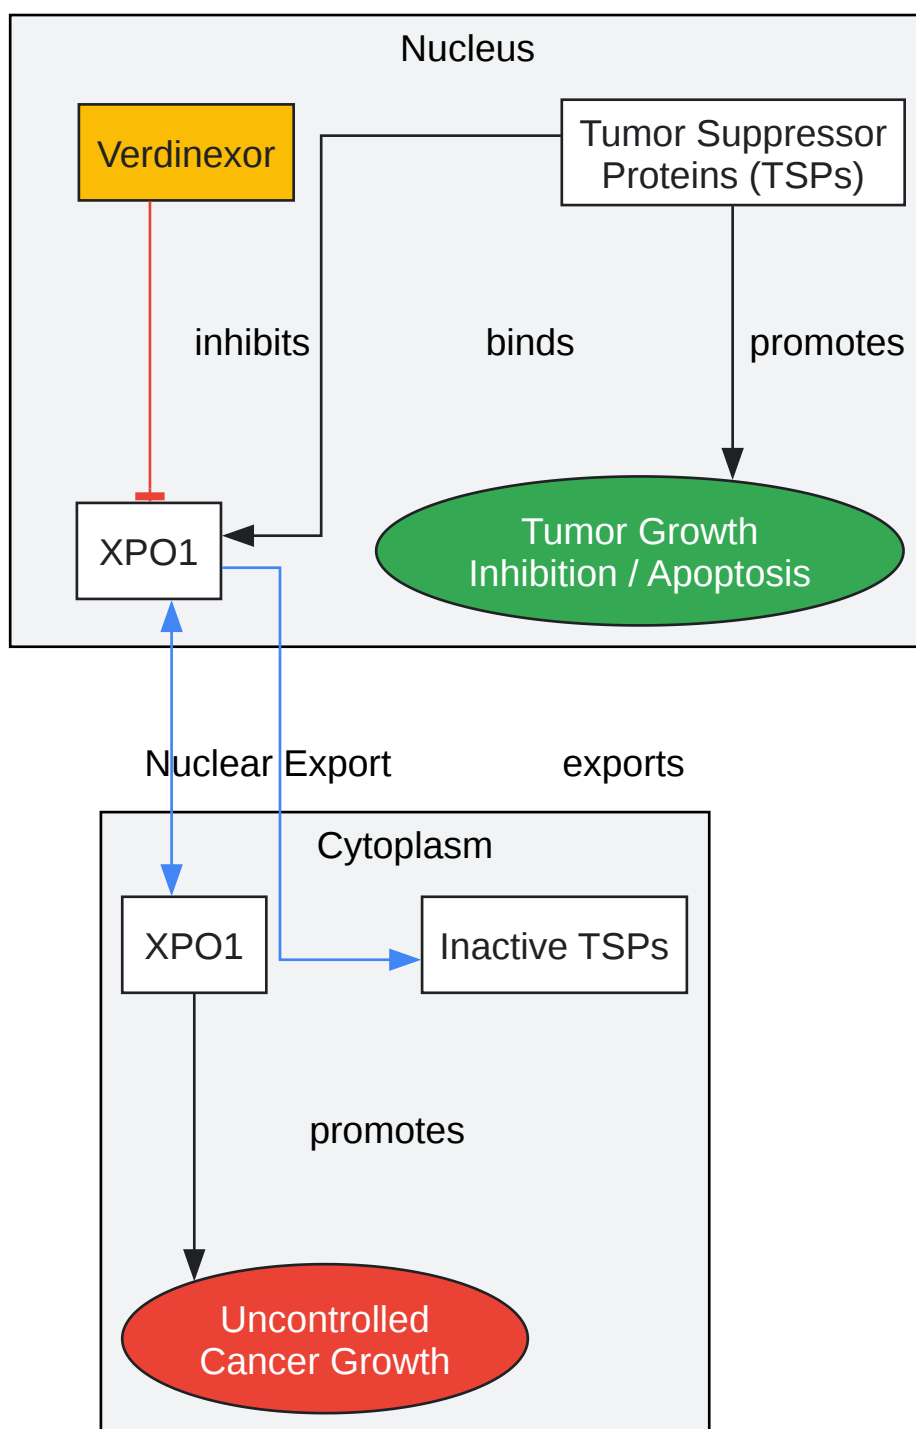 Nucleus
Verdinexor
Tumor Suppressor
Proteins (TSPs)
inhibits
binds
promotes
XPO1
Tumor Growth
Inhibition / Apoptosis
Nuclear Export
exports
Cytoplasm
XPO1
Inactive TSPs
promotes
Uncontrolled
Cancer Growth